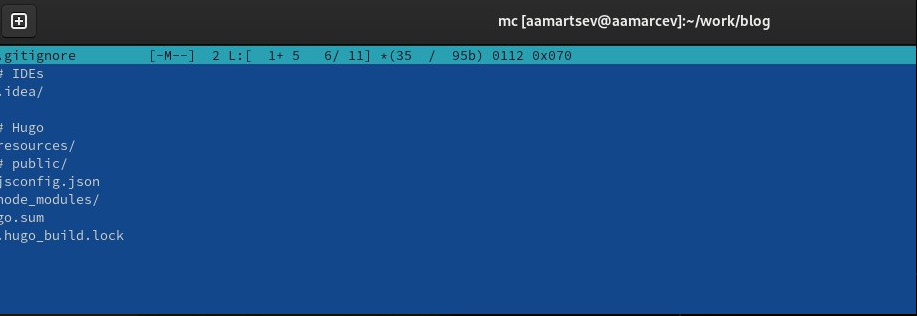 mc [aamartsev@aamarcev]:~/work/blog
.gitignore [-M--] 2 L:[ 1+ 5 6/ 11] *(35 / 95b) 0112 0x070
# IDEs
.idea/
# Hugo
resources/
# public/
jsconfig.json
node_modules/
go.sum
.hugo_build.lock